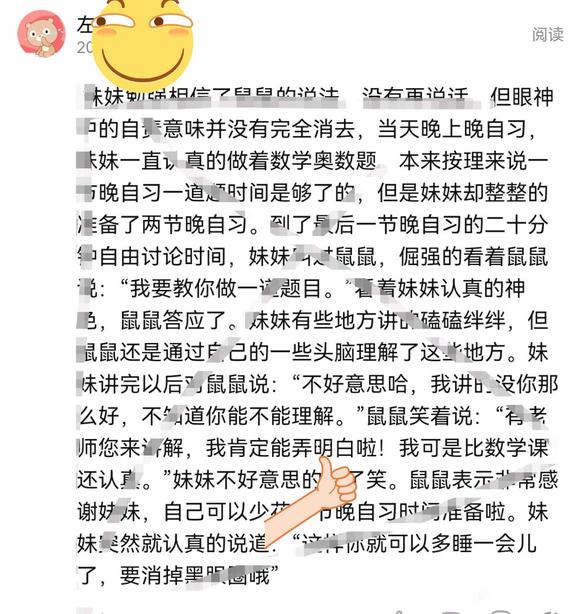 左
20
阅读
妹妹勉强相信了鼠鼠的说法，没有再说话，但眼神
中的自责意味并没有完全消去，当天晚上晚自习，
妹妹一直认真的做着数学奥数题，本来按理来说一
节晚自习一道题时间是够了的，但是妹妹却整整的
准备了两节晚自习。到了最后一节晚自习的二十分
钟自由讨论时间，妹妹叫过鼠鼠，倔强的看着鼠鼠
说：“我要教你做一道题目。”看着妹妹认真的神
色，鼠鼠答应了。妹妹有些地方讲的磕磕绊绊，但
鼠鼠还是通过自己的一些头脑理解了这些地方。妹
妹讲完以后对鼠鼠说：“不好意思哈，我讲的没你那
么好，不知道你能不能理解。”鼠鼠笑着说：“有老
师您来讲解，我肯定能弄明白啦！我可是比数学课
还认真。”妹妹不好意思的了笑。鼠鼠表示非常感
谢妹妹，自己可以少花节晚自习时间准备啦。妹
妹突然就认真的说道：“这样你就可以多睡一会儿
了，要消掉黑眼圈哦”